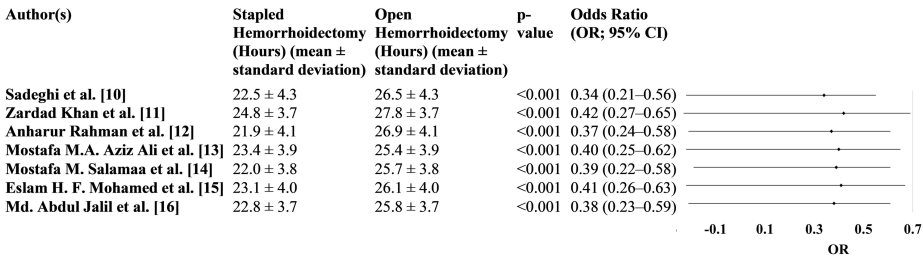 Author(s) Stapled Open p- Odds Ratio
Hemorrhoidectomy Hemorrhoidectomy value (OR; 95% CI)
(Hours) (mean ± (Hours) (mean ±
standard deviation) standard deviation)
Sadeghi et al. [10] 22.5 ± 4.3 26.5 ± 4.3 <0.001 0.34 (0.21–0.56)
Zardad Khan et al. [11] 24.8 ± 3.7 27.8 ± 3.7 <0.001 0.42 (0.27–0.65)
Anharur Rahman et al. [12] 21.9 ± 4.1 26.9 ± 4.1 <0.001 0.37 (0.24–0.58)
Mostafa M.A. Aziz Ali et al. [13] 23.4 ± 3.9 25.4 ± 3.9 <0.001 0.40 (0.25–0.62)
Mostafa M. Salamaa et al. [14] 22.0 ± 3.8 25.7 ± 3.8 <0.001 0.39 (0.22–0.58)
Eslam H. F. Mohamed et al. [15] 23.1 ± 4.0 26.1 ± 4.0 <0.001 0.41 (0.26–0.63)
Md. Abdul Jalil et al. [16] 22.8 ± 3.7 25.8 ± 3.7 <0.001 0.38 (0.23–0.59)
-0.1 0.1 0.3 0.5 0.7
OR